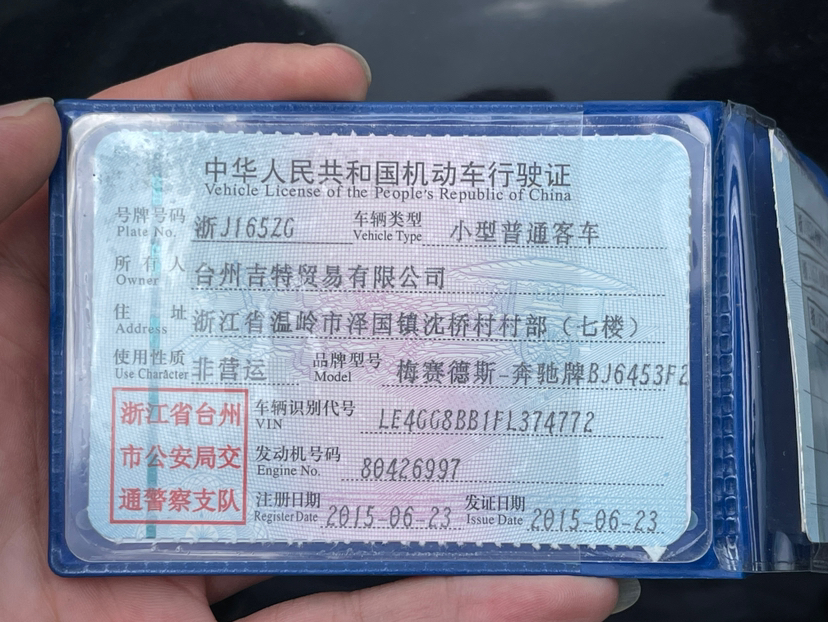 中华人民共和国机动车行驶证
Vehicle License of the People's Republic of China
号牌号码 浙J165ZG 车辆类型 小型普通客车
Plate No. Vehicle Type
所有人 台州吉特贸易有限公司
Owner
住址 浙江省温岭市泽国镇沈桥村村部（七楼）
Address
使用性质 非营运 品牌型号 梅赛德斯-奔驰牌BJ6453F2
Use Character Model
浙江省台州
市公安局交
通警察支队
车辆识别代号 LE4GG8BB1FL374772
VIN
发动机号码 80426997
Engine No.
注册日期 2015-06-23 发证日期 2015-06-23
Register Date Issue Date